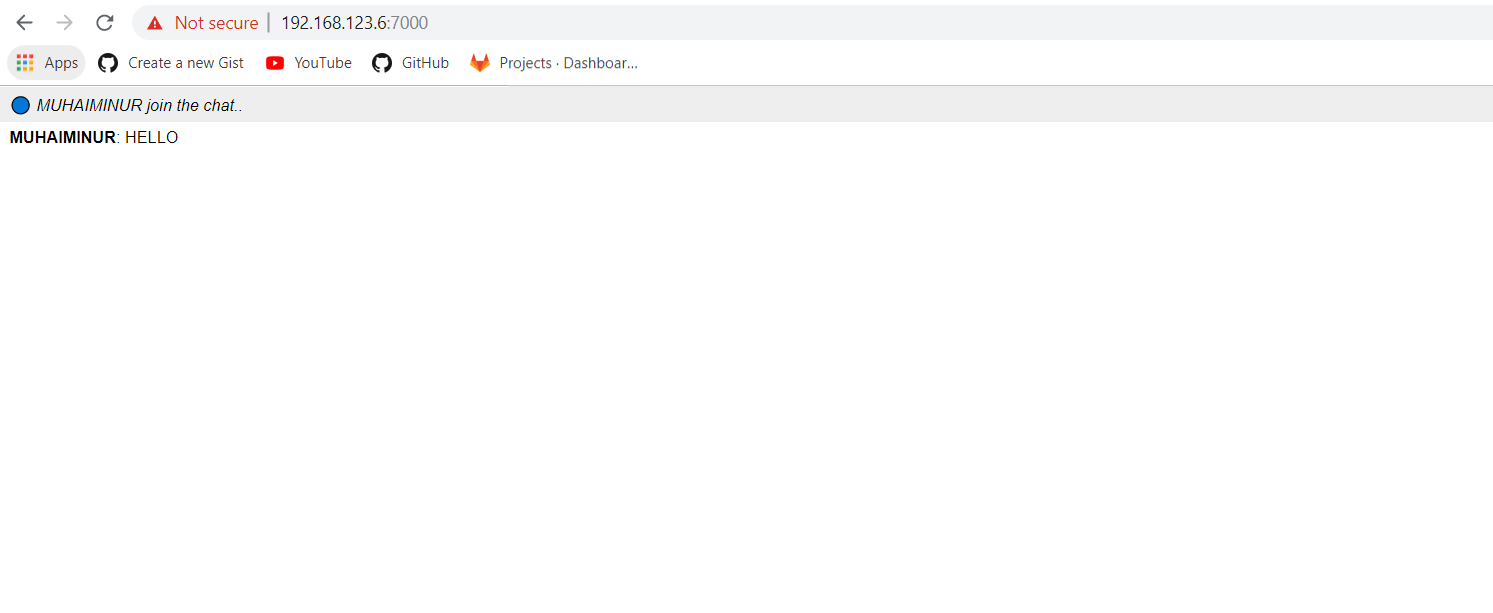 Not secure | 192.168.123.6:7000
Apps Create a new Gist YouTube GitHub Projects · Dashboar...
MUHAIMINUR join the chat..
MUHAIMINUR: HELLO